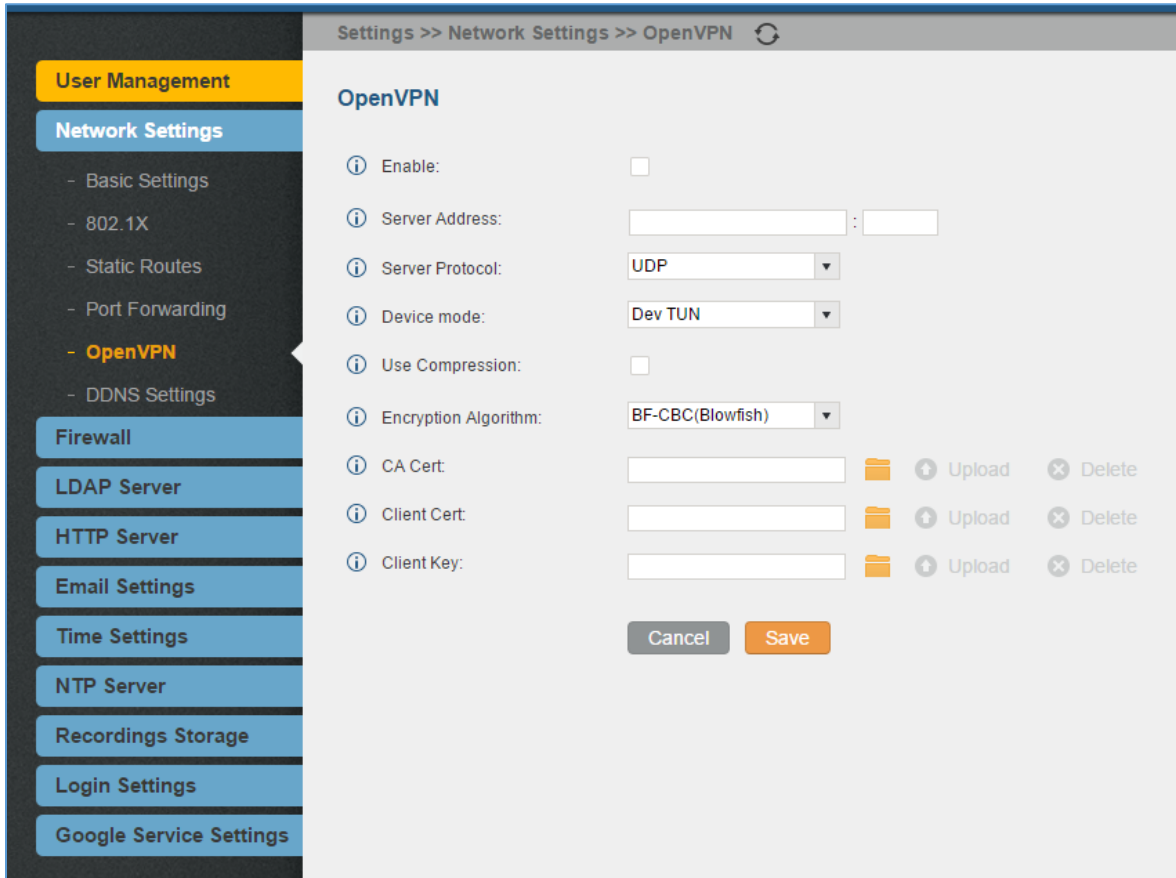 Settings >> Network Settings >> OpenVPN
User Management
Network Settings
- Basic Settings
- 802.1X
- Static Routes
- Port Forwarding
- OpenVPN
- DDNS Settings
Firewall
LDAP Server
HTTP Server
Email Settings
Time Settings
NTP Server
Recordings Storage
Login Settings
Google Service Settings
OpenVPN
Enable:
Server Address: :
Server Protocol: UDP
Device mode: Dev TUN
Use Compression:
Encryption Algorithm: BF-CBC(Blowfish)
CA Cert: Upload Delete
Client Cert: Upload Delete
Client Key: Upload Delete
Cancel Save